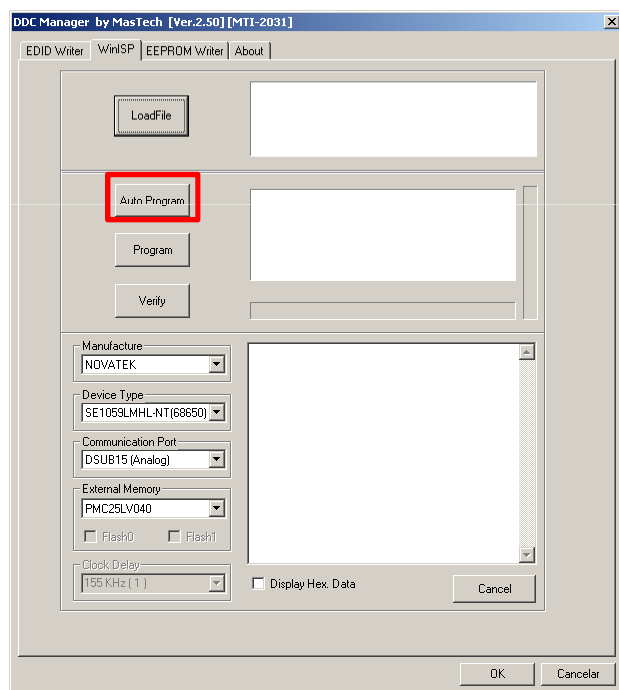 DDC Manager by MasTech [Ver.2.50] [MTI-2031]
EDID Writer WinISP EEPROM Writer About
LoadFile
Auto Program
Program
Verify
Manufacture
NOVATEK
Device Type
SE1059LMHL-NT(68650)
Communication Port
DSUB15 (Analog)
External Memory
PMC25LV040
Flash0 Flash1
Clock Delay
155 KHz ( 1 )
Display Hex. Data
Cancel
OK Cancelar